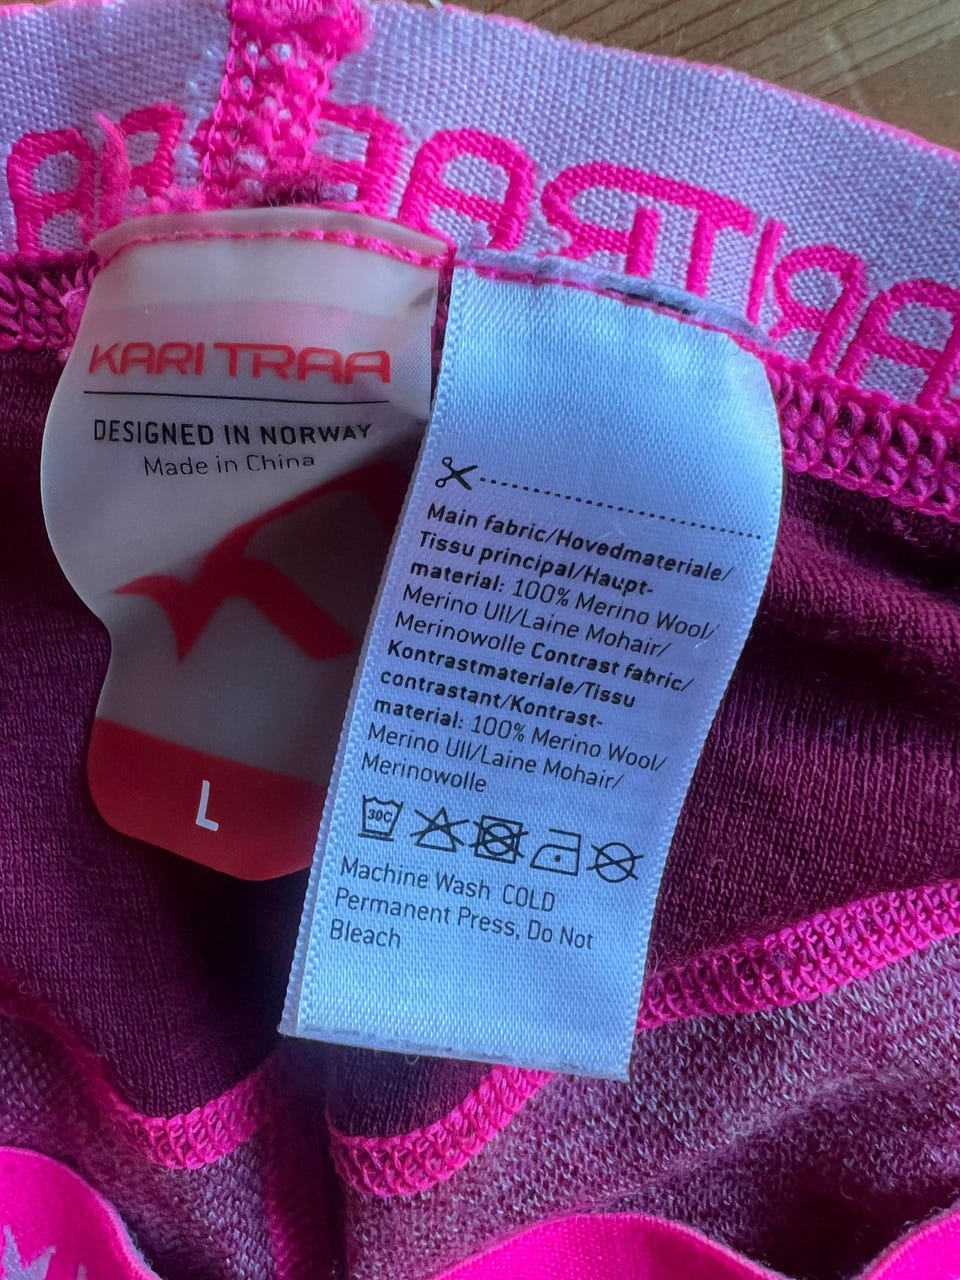 KARI TRAA
KARI TRAA
DESIGNED IN NORWAY
Made in China
L
Main fabric/Hovedmateriale/
Tissu principal/Haupt-
material: 100% Merino Wool/
Merino Ull/Laine Mohair/
Merinowolle Contrast fabric/
Kontrastmateriale/Tissu
contrastant/Kontrast-
material: 100% Merino Wool/
Merino Ull/Laine Mohair/
Merinowolle
30C
Machine Wash COLD
Permanent Press, Do Not
Bleach